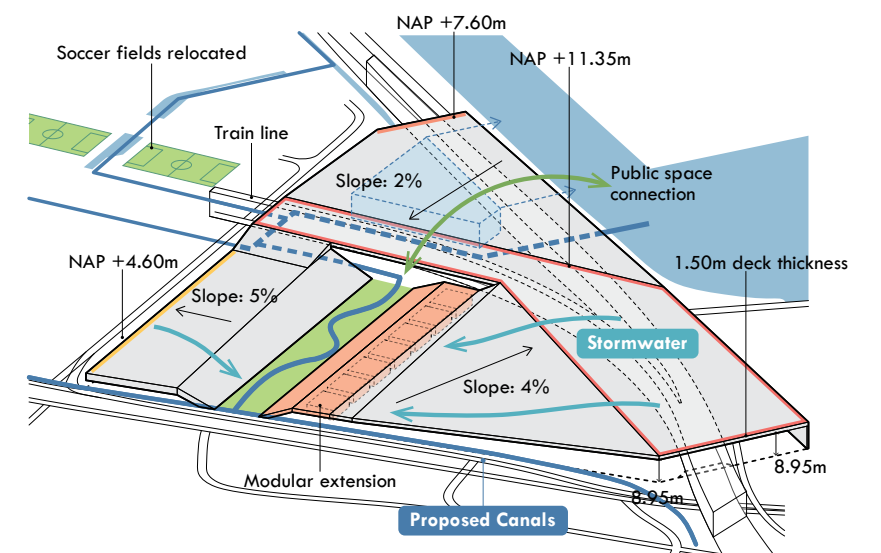 NAP +7.60m
Soccer fields relocated
NAP +11.35m
Train line
Slope: 2%
Public space
connection
NAP +4.60m
1.50m deck thickness
Slope: 5%
Stormwater
Slope: 4%
8.95m
Modular extension
8.95m
Proposed Canals